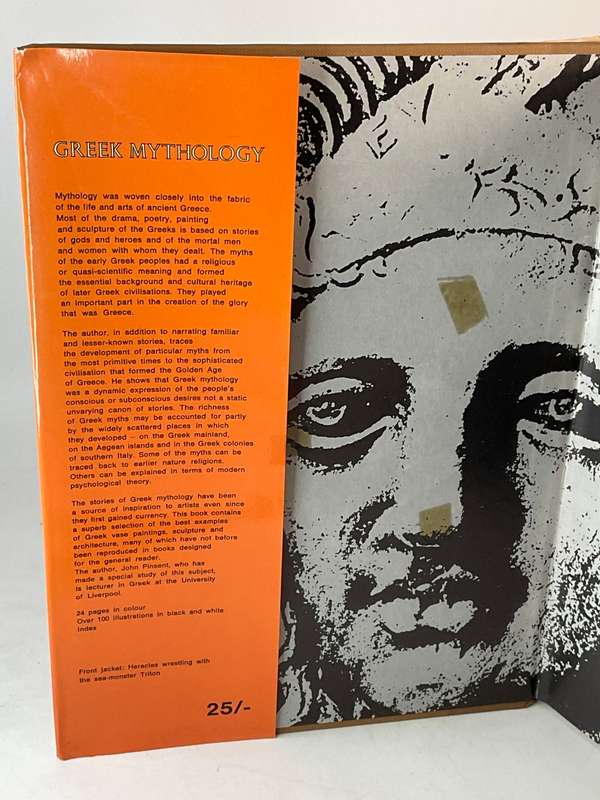 GREEK MYTHOLOGY
Mythology was woven closely into the fabric
of the life and arts of ancient Greece.
Most of the drama, poetry, painting
and sculpture of the Greeks is based on stories
of gods and heroes and of the mortal men
and women with whom they dealt. The myths
of the early Greek peoples had a religious
or quasi-scientific meaning and formed
the essential background and cultural heritage
of later Greek civilisations. They played
an important part in the creation of the glory
that was Greece.
The author, in addition to narrating familiar
and lesser-known stories, traces
the development of particular myths from
the most primitive times to the sophisticated
civilisation that formed the Golden Age
of Greece. He shows that Greek mythology
was a dynamic expression of the people's
conscious or subconscious desires not a static
unvarying canon of stories. The richness
of Greek myths may be accounted for partly
by the widely scattered places in which
they developed – on the Greek mainland,
on the Aegean islands and in the Greek colonies
of southern Italy. Some of the myths can be
traced back to earlier nature religions.
Others can be explained in terms of modern
psychological theory.
The stories of Greek mythology have been
a source of inspiration to artists even since
they first gained currency. This book contains
a superb selection of the best examples
of Greek vase paintings, sculpture and
architecture, many of which have not before
been reproduced in books designed
for the general reader.
The author, John Pinsent, who has
made a special study of this subject,
is lecturer in Greek at the University
of Liverpool.
24 pages in colour
Over 100 illustrations in black and white
Index
Front jacket: Heracles wrestling with
the sea-monster Triton
25/-